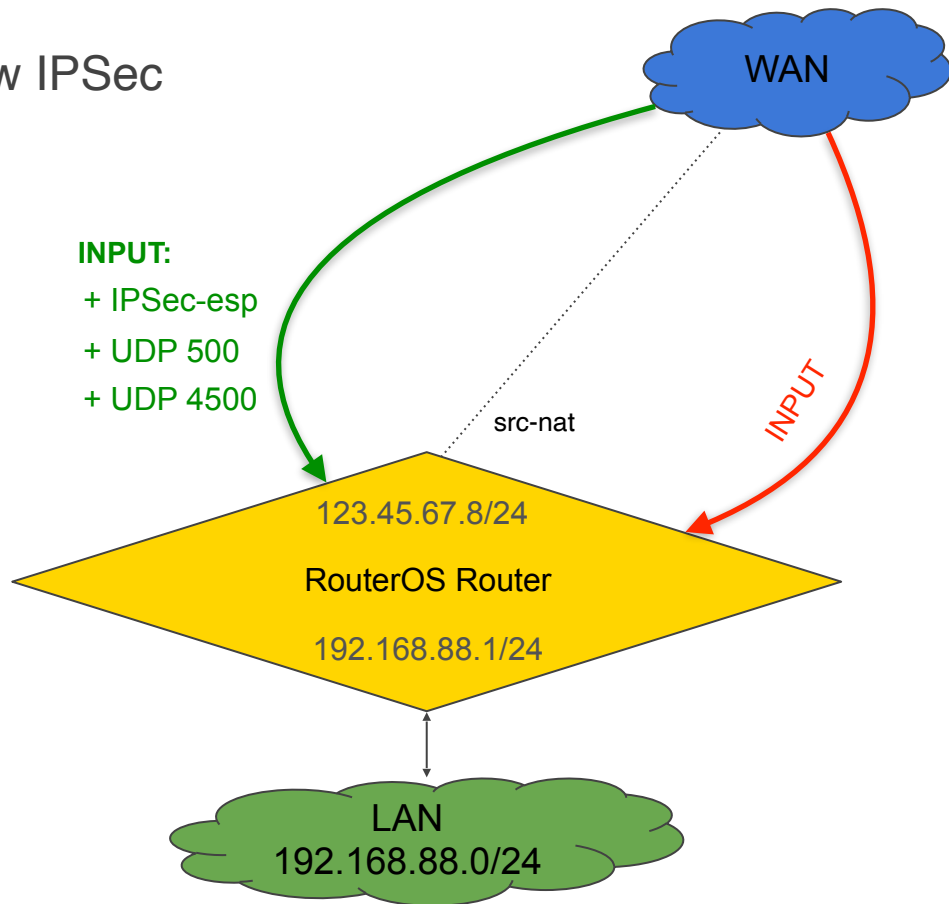 w IPSec
WAN
INPUT:
+ IPSec-esp
+ UDP 500
+ UDP 4500
INPUT
src-nat
123.45.67.8/24
RouterOS Router
192.168.88.1/24
LAN
192.168.88.0/24